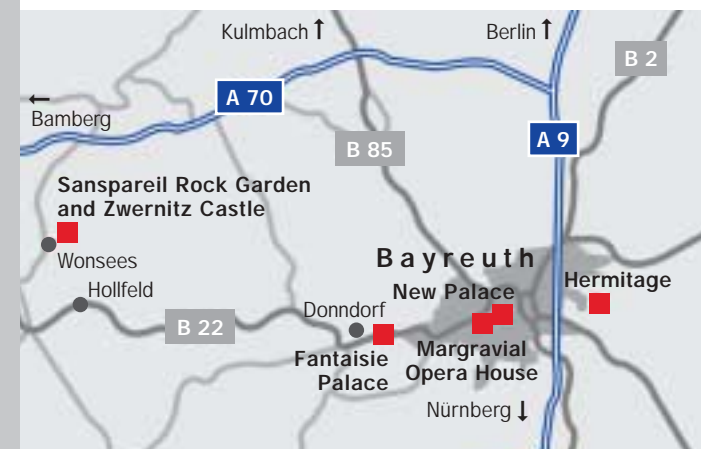 Kulmbach ↑
Berlin ↑
B 2
←
Bamberg
A 70
B 85
A 9
Sanspareil Rock Garden
and Zwernitz Castle
Wonsees
Hollfeld
B 22
Bayreuth
New Palace
Hermitage
Donndorf
Fantaisie
Palace
Margravial
Opera House
Nürnberg ↓